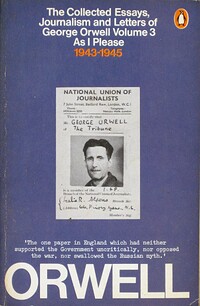 The Collected Essays,
Journalism and Letters of
George Orwell Volume 3
As I Please
1943-1945
NATIONAL UNION OF
JOURNALISTS
GEORGE ORWELL
The Tribune
'The one paper in England which had neither
supported the Government uncritically, nor opposed
the war, nor swallowed the Russian myth.'
ORWELL